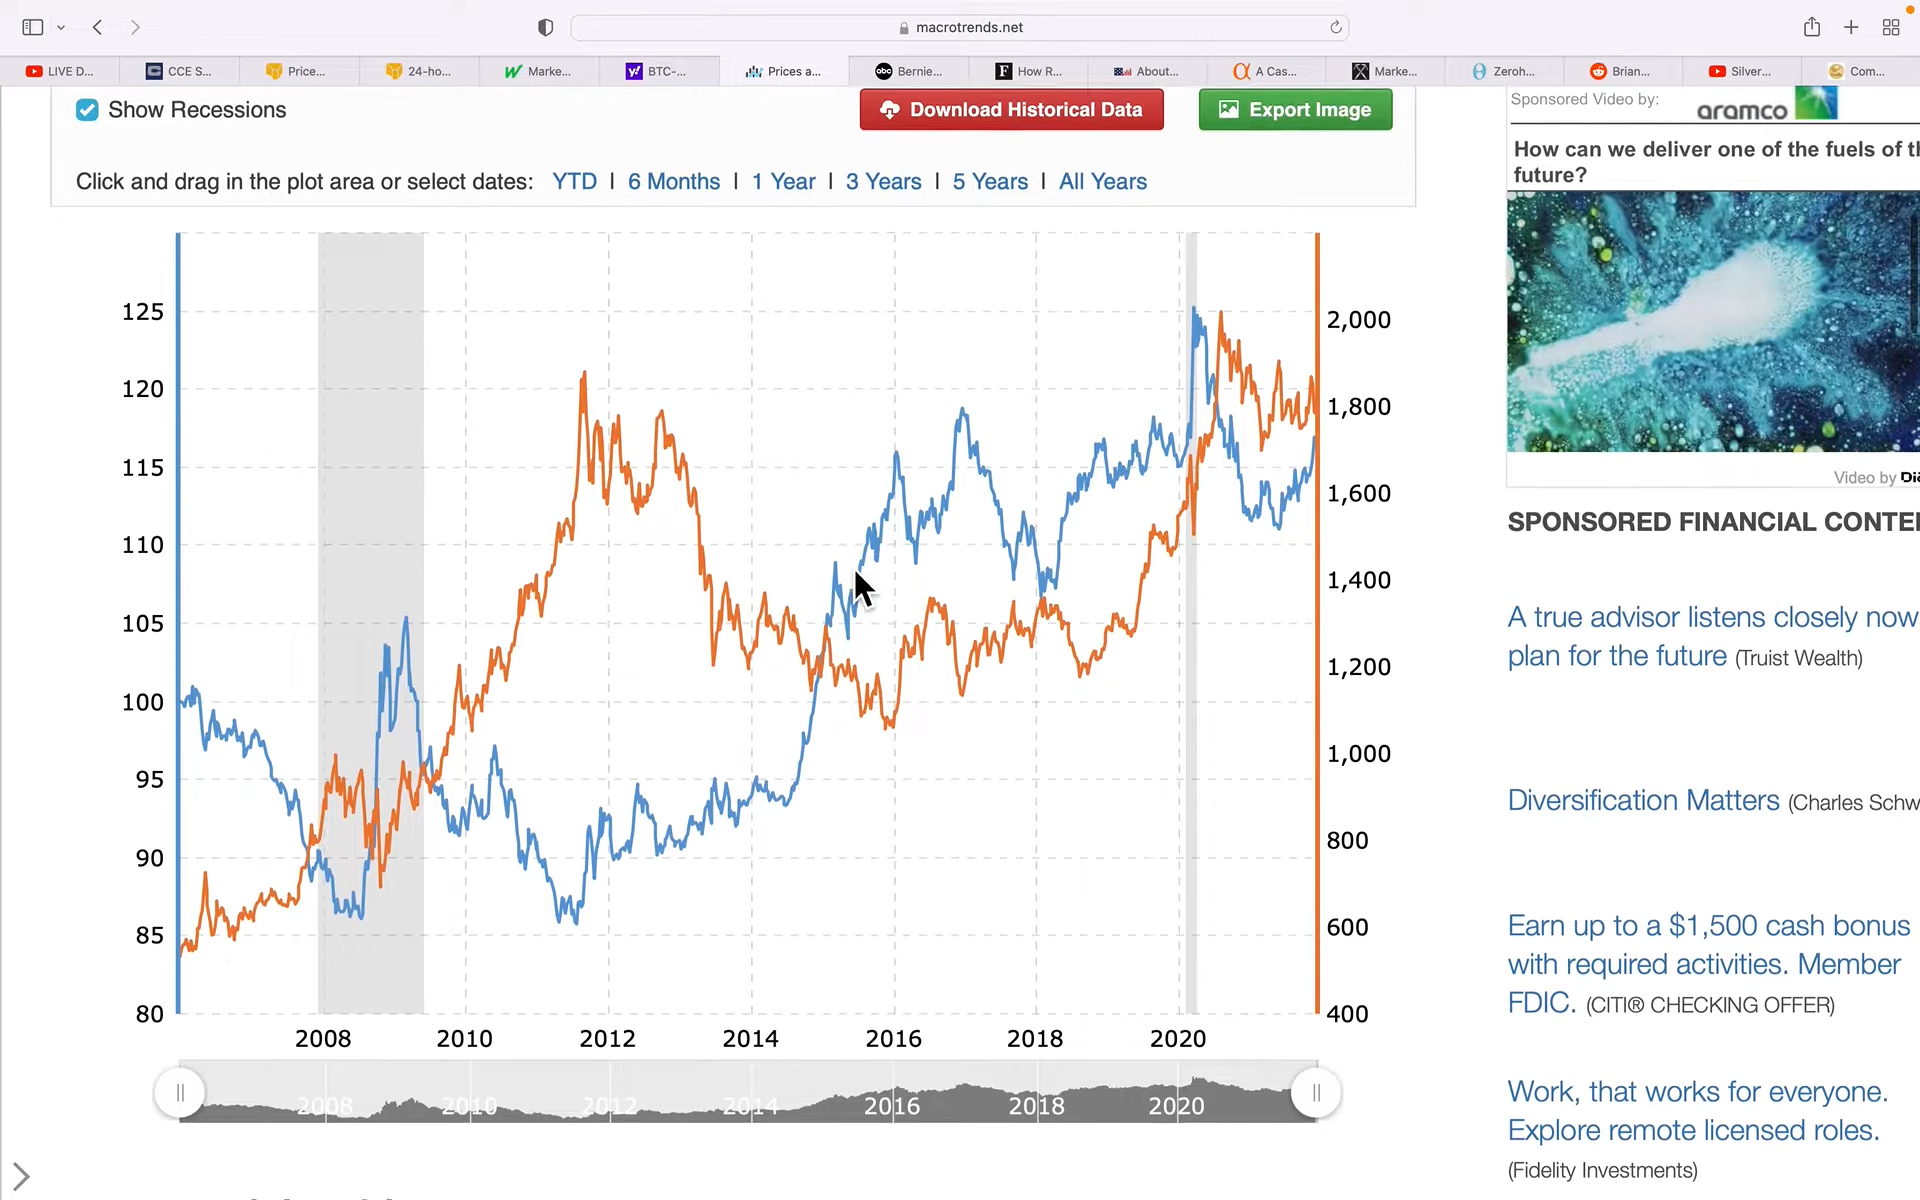 macrotrends.net
LIVE D...
CCE S...
Price...
24-ho...
Marke...
BTC-...
Prices a...
abc
Bernie...
How R...
About...
A Cas...
Marke...
Zeroh...
Brian...
Silver...
Com...
Show Recessions
Download Historical Data
Export Image
Click and drag in the plot area or select dates: YTD | 6 Months | 1 Year | 3 Years | 5 Years | All Years
125
120
115
110
105
100
95
90
85
80
2,000
1,800
1,600
1,400
1,200
1,000
800
600
400
2008 2010 2012 2014 2016 2018 2020
2008 2010 2012 2014 2016 2018 2020
Sponsored Video by:
aramco
How can we deliver one of the fuels of th
future?
Video by Dia
SPONSORED FINANCIAL CONTE
A true advisor listens closely now
plan for the future (Truist Wealth)
Diversification Matters (Charles Schw
Earn up to a $1,500 cash bonus
with required activities. Member
FDIC. (CITI® CHECKING OFFER)
Work, that works for everyone.
Explore remote licensed roles.
(Fidelity Investments)